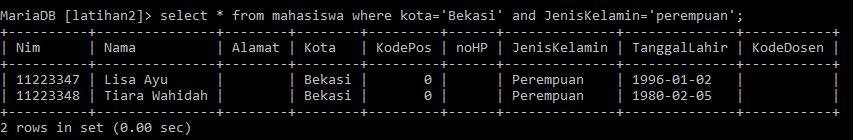 MariaDB [latihan2]> select * from mahasiswa where kota='Bekasi' and JenisKelamin='perempuan';
+----------+---------------+--------+--------+---------+------+--------------+--------------+-----------+
| Nim      | Nama          | Alamat | Kota   | KodePos | noHP | JenisKelamin | TanggalLahir | KodeDosen |
+----------+---------------+--------+--------+---------+------+--------------+--------------+-----------+
| 11223347 | Lisa Ayu      |        | Bekasi |       0 |      | Perempuan    | 1996-01-02   |           |
| 11223348 | Tiara Wahidah |        | Bekasi |       0 |      | Perempuan    | 1980-02-05   |           |
+----------+---------------+--------+--------+---------+------+--------------+--------------+-----------+
2 rows in set (0.00 sec)